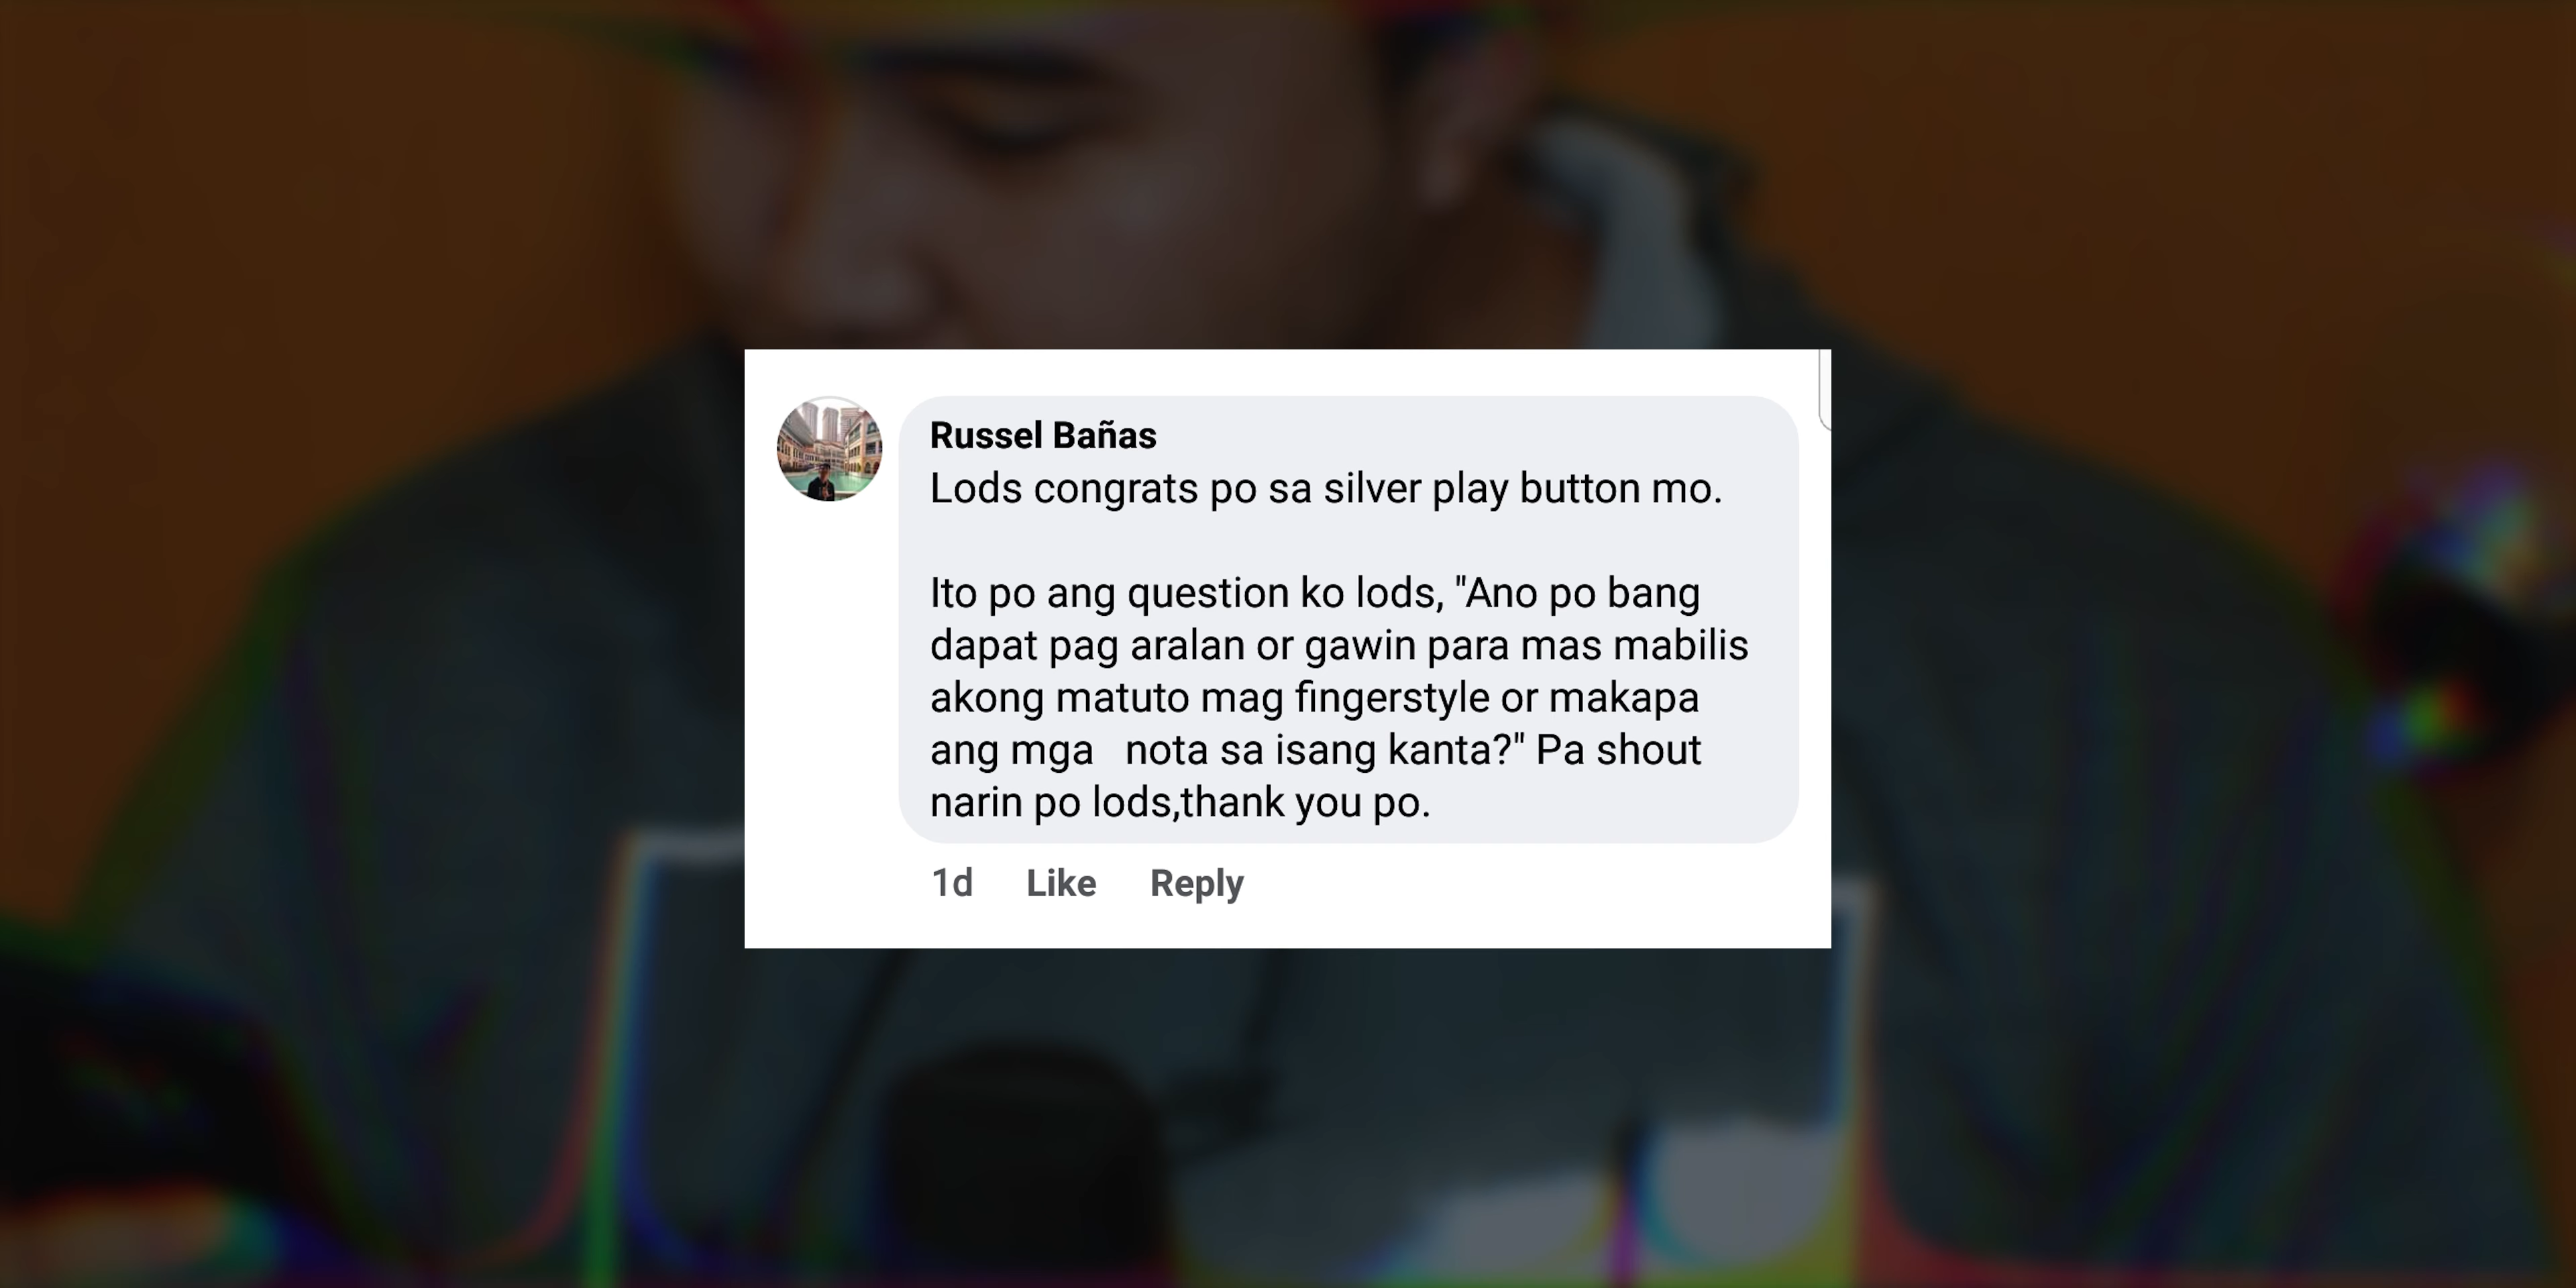 Russel Bañas
Lods congrats po sa silver play button mo.
Ito po ang question ko lods, "Ano po bang
dapat pag aralan or gawin para mas mabilis
akong matuto mag fingerstyle or makapa
ang mga   nota sa isang kanta?" Pa shout
narin po lods,thank you po.
1d Like Reply